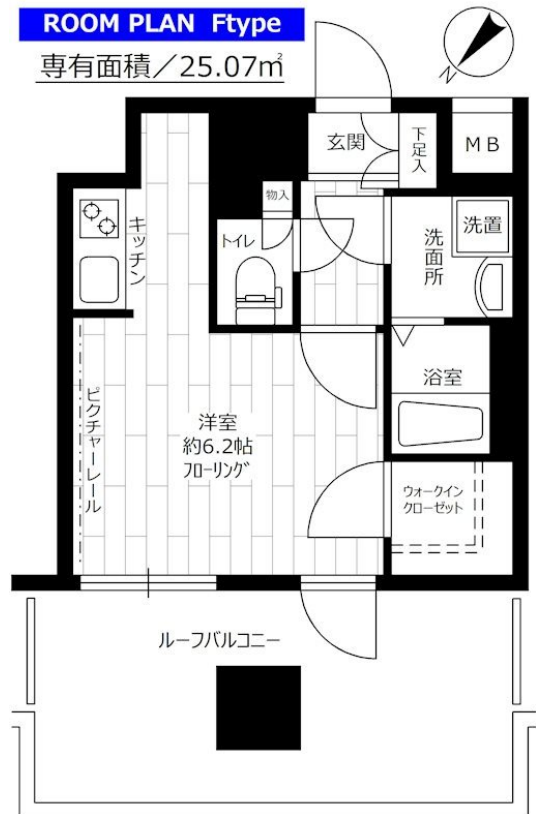 ROOM PLAN Ftype
専有面積/25.07㎡
N
玄関
下足入
MB
物入
トイレ
洗面所
洗置
キッチン
浴室
ピクチャーレール
洋室
約6.2帖
フローリング
ウォークイン
クローゼット
ルーフバルコニー